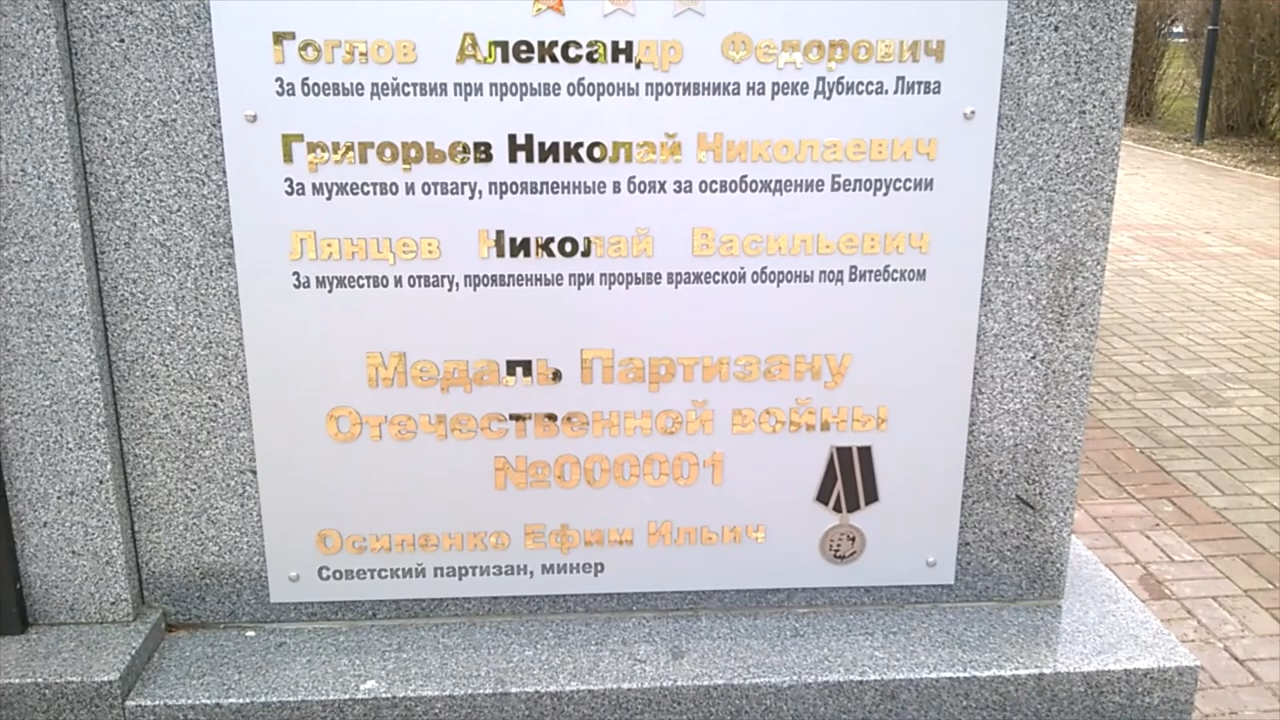 Гоглов Александр Федорович
За боевые действия при прорыве обороны противника на реке Дубисса. Литва
Григорьев Николай Николаевич
За мужество и отвагу, проявленные в боях за освобождение Белоруссии
Лянцев Николай Васильевич
За мужество и отвагу, проявленные при прорыве вражеской обороны под Витебском
Медаль Партизану
Отечественной войны
№000001
Осипенко Ефим Ильич
Советский партизан, минер